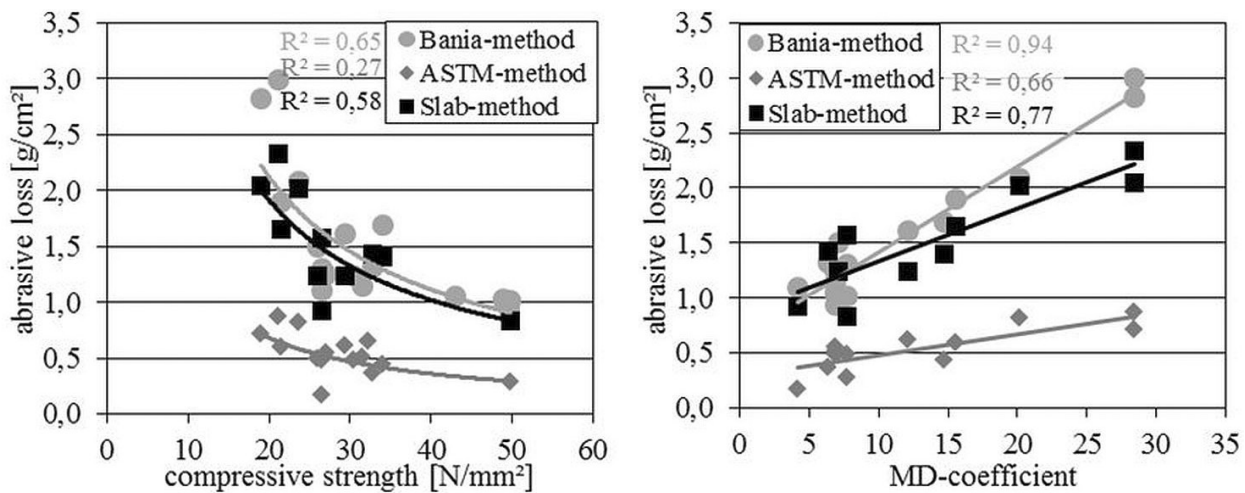 3,5
3,0
2,5
2,0
1,5
1,0
0,5
0,0
abrasive loss [g/cm²]
R² = 0,65
R² = 0,27
R² = 0,58
Bania-method
ASTM-method
Slab-method
0 10 20 30 40 50 60
compressive strength [N/mm²]
3,5
3,0
2,5
2,0
1,5
1,0
0,5
0,0
abrasive loss [g/cm²]
Bania-method
ASTM-method
Slab-method
R² = 0,94
R² = 0,66
R² = 0,77
0 5 10 15 20 25 30 35
MD-coefficient